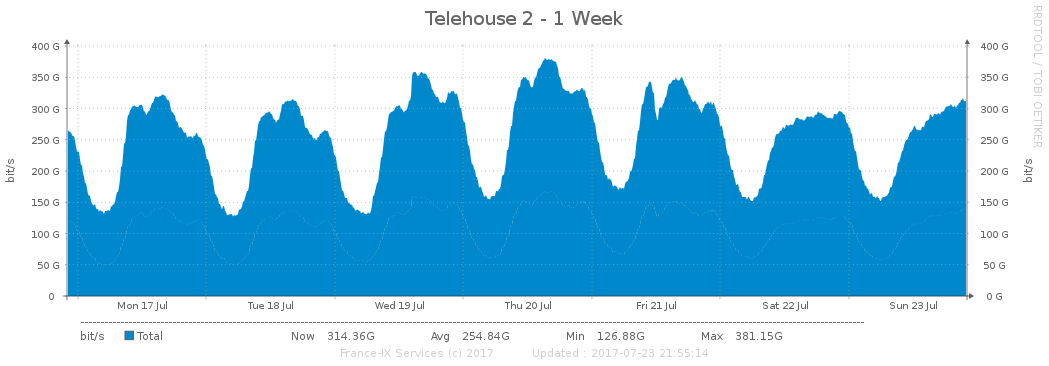 Telehouse 2 - 1 Week
RRDTOOL / TOBI OETIKER
400 G 400 G
350 G 350 G
300 G 300 G
250 G 250 G
200 G 200 G
150 G 150 G
100 G 100 G
50 G 50 G
0 0 G
bit/s bit/s
Mon 17 Jul Tue 18 Jul Wed 19 Jul Thu 20 Jul Fri 21 Jul Sat 22 Jul Sun 23 Jul
bit/s Total Now 314.36G Avg 254.84G Min 126.88G Max 381.15G
France-IX Services (c) 2017 Updated : 2017-07-23 21:55:14